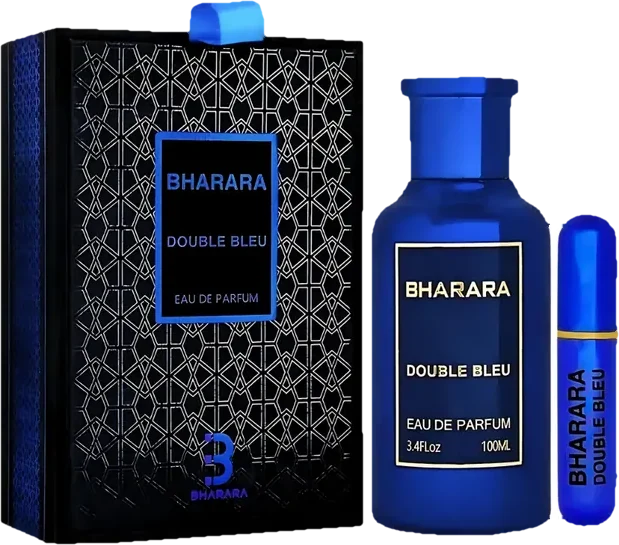 BHARARA
DOUBLE BLEU
EAU DE PARFUM
B
BHARARA
BHARARA
DOUBLE BLEU
EAU DE PARFUM
3.4FLoz 100ML
BHARARA
DOUBLE BLEU